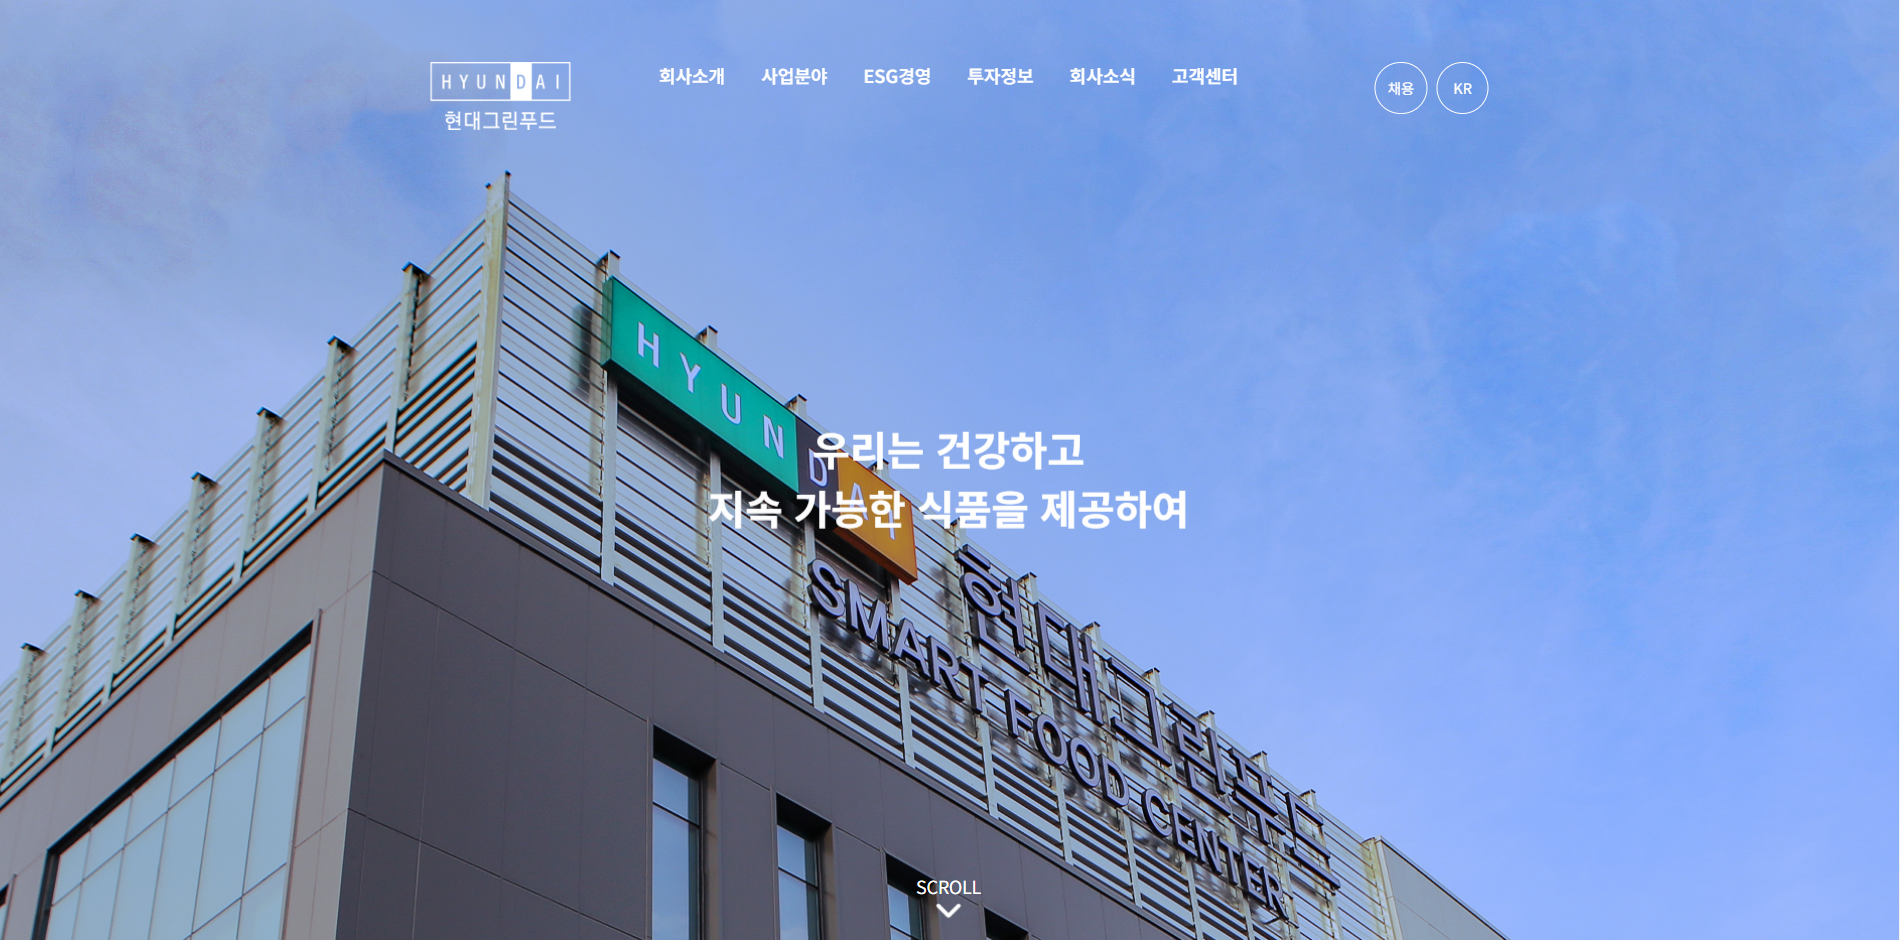 HYUNDAI
현대그린푸드
회사소개 사업분야 ESG경영 투자정보 회사소식 고객센터
채용 KR
HYUNDAI
우리는 건강하고
지속 가능한 식품을 제공하여
현대그린푸드
SMART FOOD CENTER
SCROLL